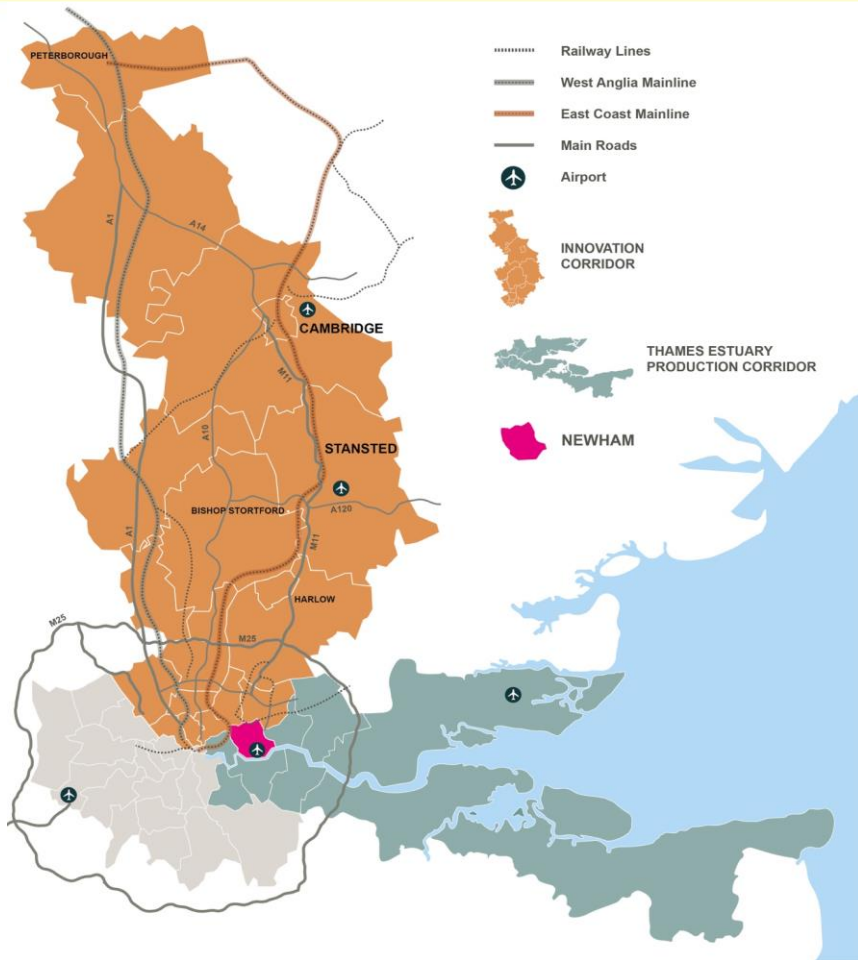 PETERBOROUGH
A1
A14
CAMBRIDGE
M11
A10
STANSTED
BISHOP STORTFORD
A120
A1
M11
HARLOW
M25
M25
Railway Lines
West Anglia Mainline
East Coast Mainline
Main Roads
Airport
INNOVATION
CORRIDOR
THAMES ESTUARY
PRODUCTION CORRIDOR
NEWHAM